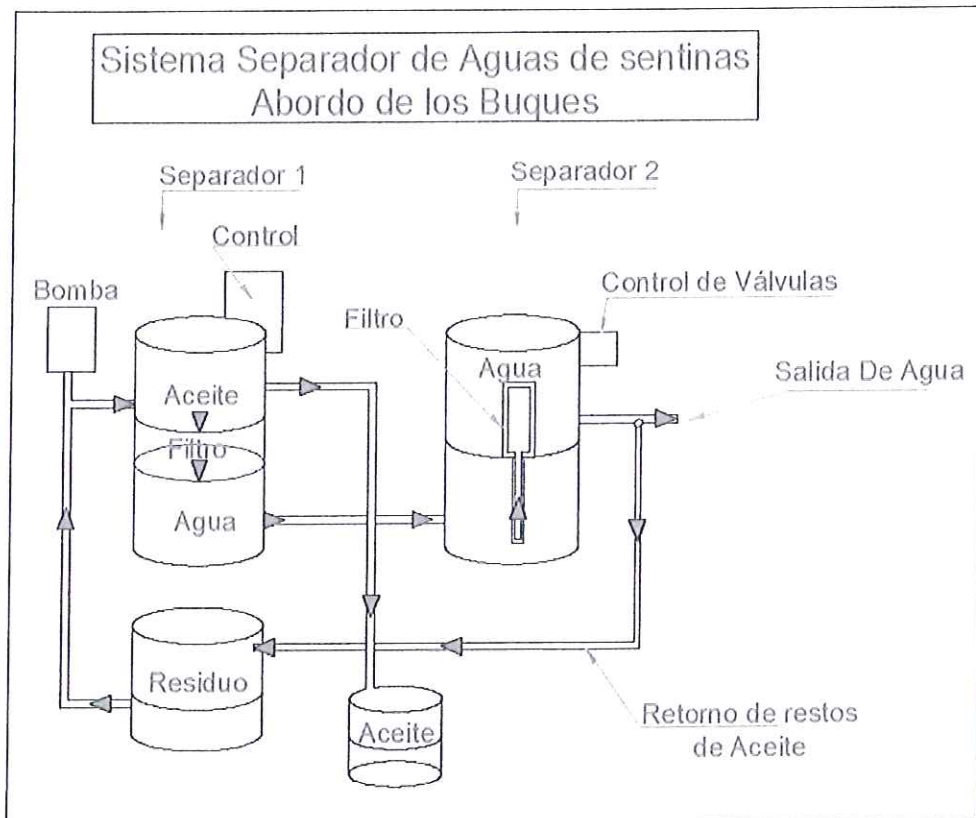 Sistema Separador de Aguas de sentinas
Abordo de los Buques
Separador 1
Separador 2
Control
Bomba
Control de Válvulas
Filtro
Aceite
Agua
Salida De Agua
Filtro
Agua
Residuo
Aceite
Retorno de restos
de Aceite